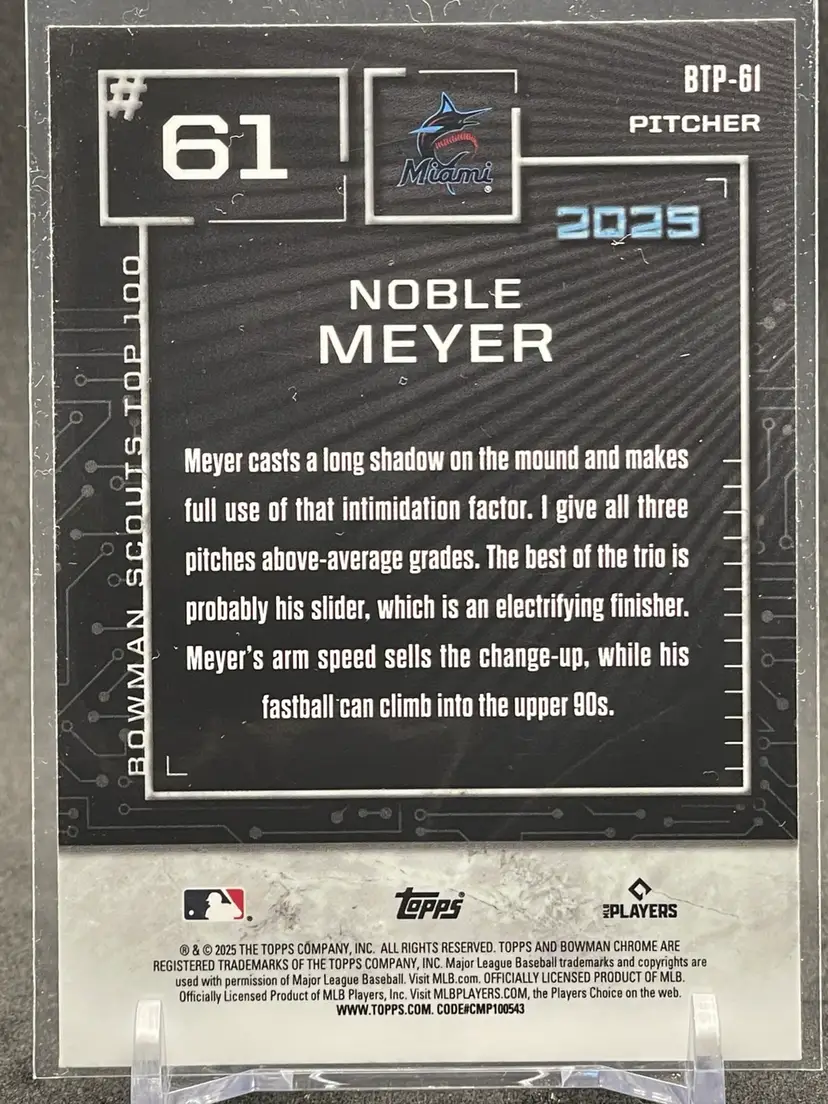 #
61
Miami
®
BTP-61
PITCHER
2025
NOBLE
MEYER
BOWMAN SCOUTS TOP 100
Meyer casts a long shadow on the mound and makes
full use of that intimidation factor. I give all three
pitches above-average grades. The best of the trio is
probably his slider, which is an electrifying finisher.
Meyer's arm speed sells the change-up, while his
fastball can climb into the upper 90s.
topps®
MLB PLAYERS
® & © 2025 THE TOPPS COMPANY, INC. ALL RIGHTS RESERVED. TOPPS AND BOWMAN CHROME ARE
REGISTERED TRADEMARKS OF THE TOPPS COMPANY, INC. Major League Baseball trademarks and copyrights are
used with permission of Major League Baseball. Visit MLB.com. OFFICIALLY LICENSED PRODUCT OF MLB.
Officially Licensed Product of MLB Players, Inc. Visit MLBPLAYERS.COM, the Players Choice on the web.
WWW.TOPPS.COM. CODE#CMP100543